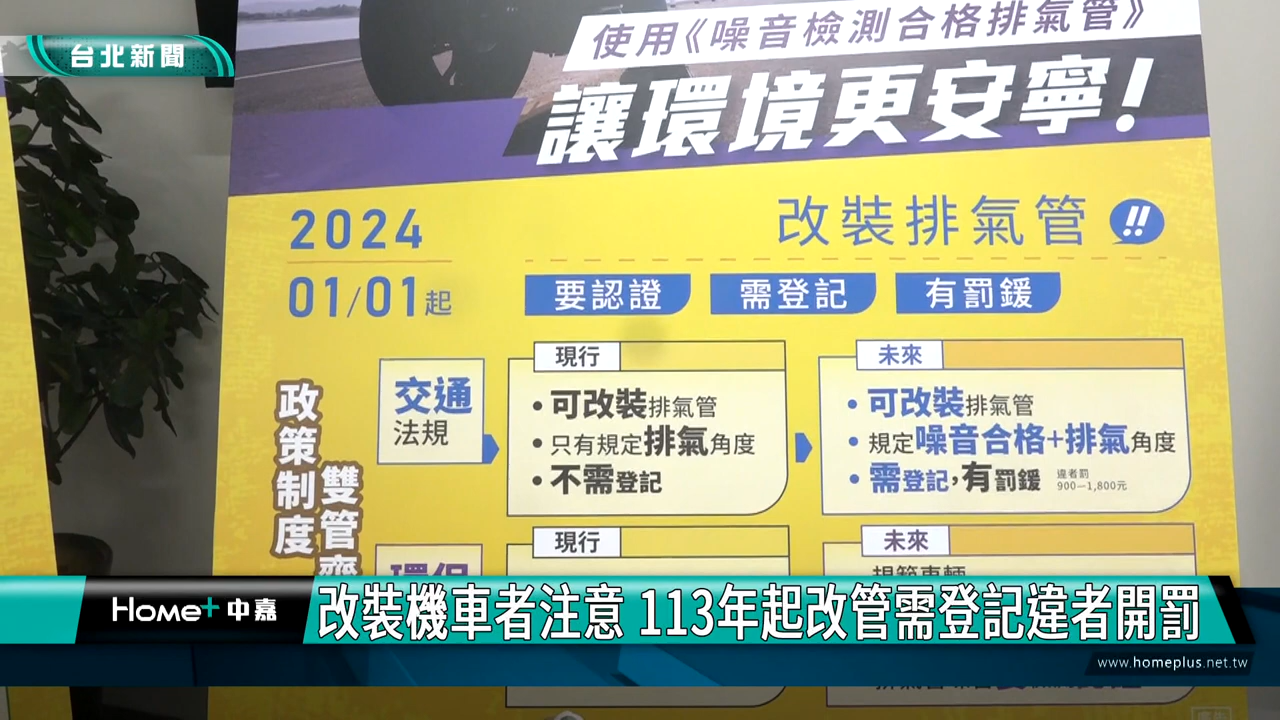 台北新聞
使用《噪音檢測合格排氣管》
讓環境更安寧!
2024
01/01起
改裝排氣管!!
要認證
需登記
有罰鍰
政策制度
雙管齊
交通
法規
現行
• 可改裝排氣管
• 只有規定排氣角度
• 不需登記
未來
• 可改裝排氣管
• 規定噪音合格+排氣角度
• 需登記,有罰鍰 違者罰
900－1,800元
環保
現行
未來
規範車輛
Home+中嘉
改裝機車者注意 113年起改管需登記違者開罰
www.homeplus.net.tw